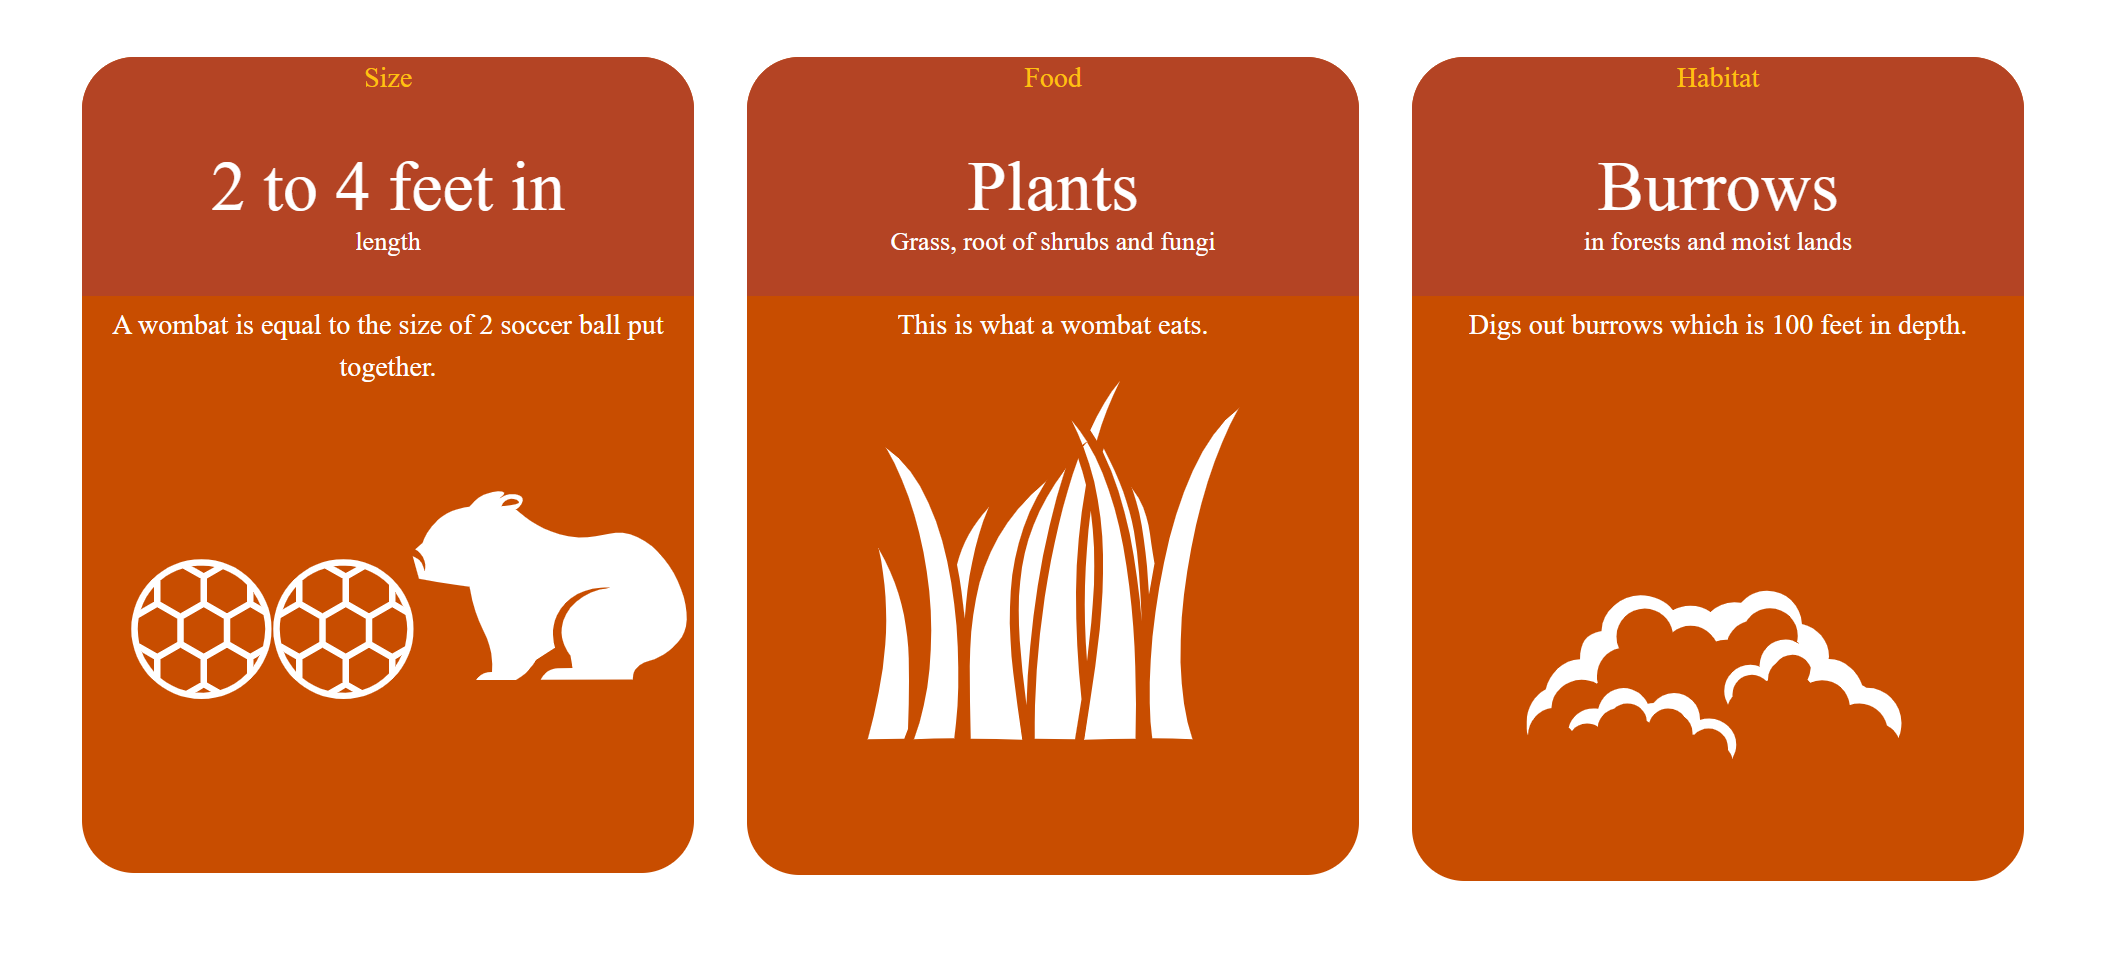 Size
2 to 4 feet in
length
A wombat is equal to the size of 2 soccer ball put
together.
Food
Plants
Grass, root of shrubs and fungi
This is what a wombat eats.
Habitat
Burrows
in forests and moist lands
Digs out burrows which is 100 feet in depth.